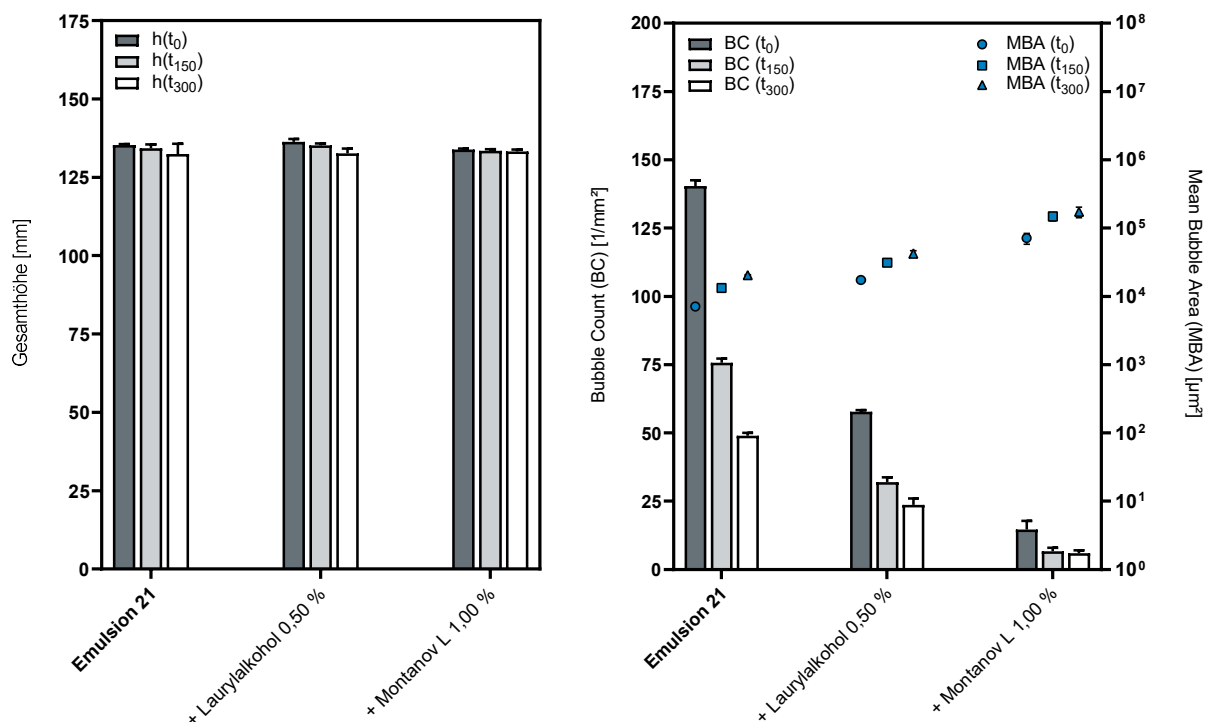 175
150
125
100
75
50
25
0
Gesamthöhe [mm]
h(t₀)
h(t₁₅₀)
h(t₃₀₀)
Emulsion 21
+ Laurylalkohol 0,50 %
+ Montanov L 1,00 %
200
175
150
125
100
75
50
25
0
Bubble Count (BC) [1/mm²]
BC (t₀)
BC (t₁₅₀)
BC (t₃₀₀)
MBA (t₀)
MBA (t₁₅₀)
MBA (t₃₀₀)
10⁸
10⁷
10⁶
10⁵
10⁴
10³
10²
10¹
10⁰
Mean Bubble
Area (MBA) [µm²]
Emulsion 21
+ Laurylalkohol 0,50 %
+ Montanov L 1,00 %